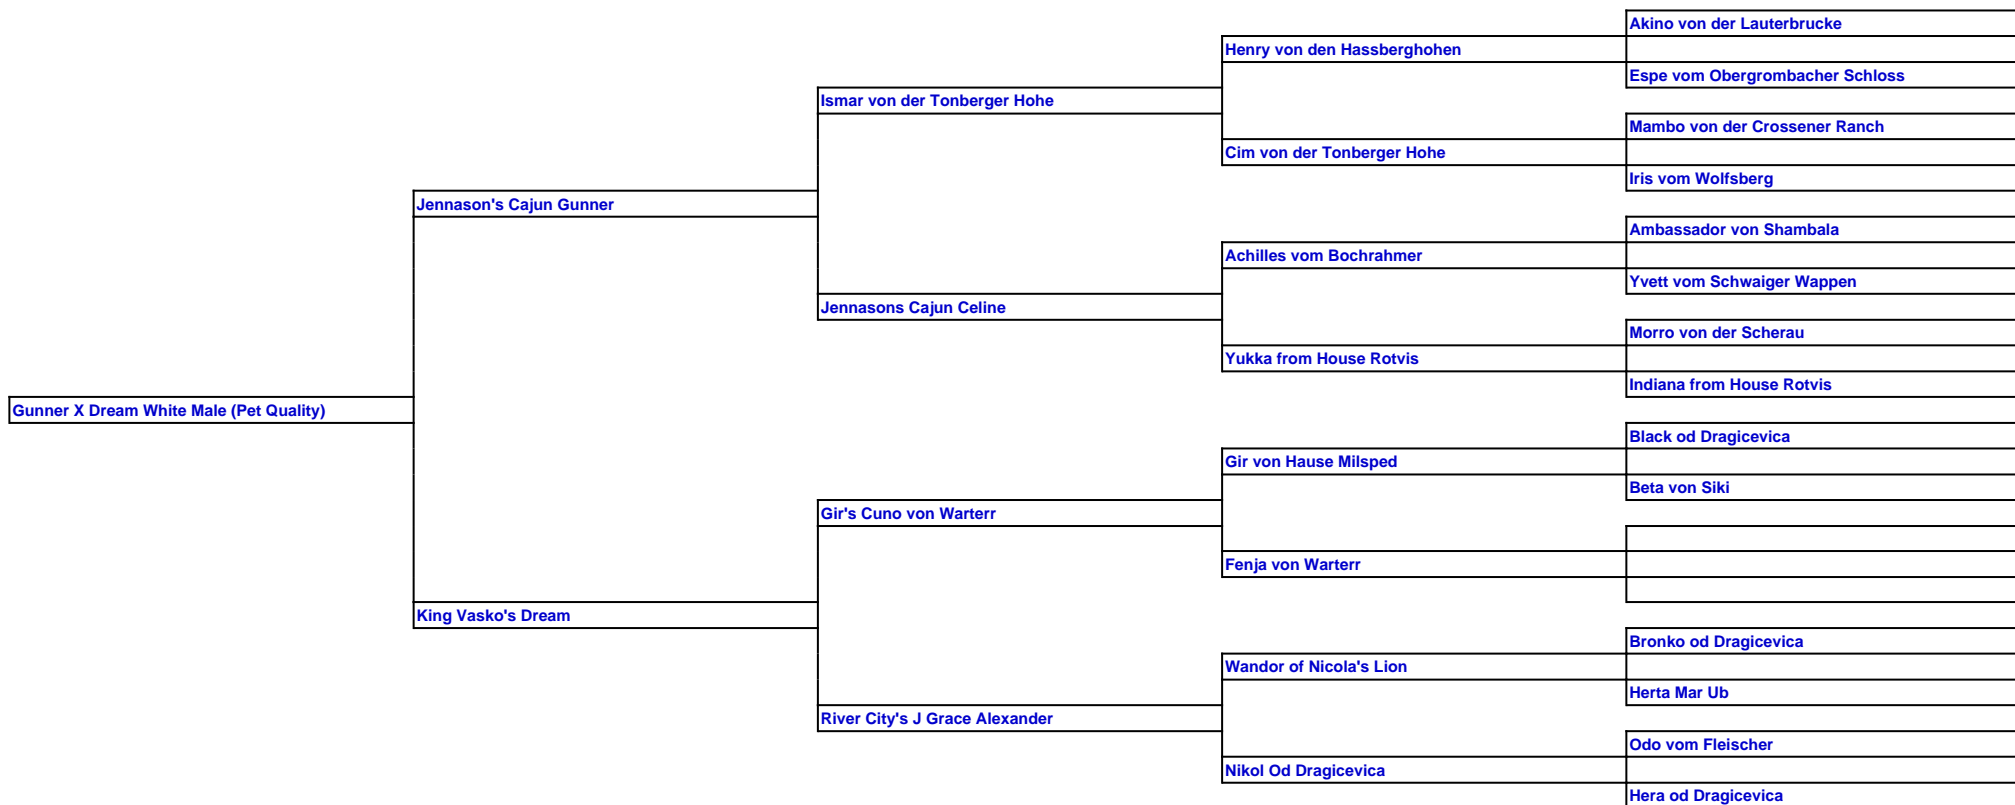 Akino von der Lauterbrucke
Henry von den Hassberghohen
Espe vom Obergrombacher Schloss
Ismar von der Tonberger Hohe
Mambo von der Crossener Ranch
Cim von der Tonberger Hohe
Iris vom Wolfsberg
Jennason's Cajun Gunner
Ambassador von Shambala
Achilles vom Bochrahmer
Yvett vom Schwaiger Wappen
Jennasons Cajun Celine
Morro von der Scherau
Yukka from House Rotvis
Indiana from House Rotvis
Gunner X Dream White Male (Pet Quality)
Black od Dragicevica
Gir von Hause Milsped
Beta von Siki
Gir's Cuno von Warterr
Fenja von Warterr
King Vasko's Dream
Bronko od Dragicevica
Wandor of Nicola's Lion
Herta Mar Ub
River City's J Grace Alexander
Odo vom Fleischer
Nikol Od Dragicevica
Hera od Dragicevica